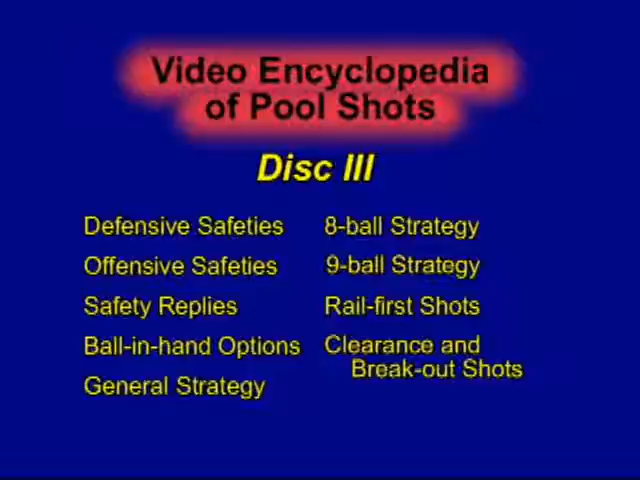 Video Encyclopedia
of Pool Shots
Disc III
Defensive Safeties
Offensive Safeties
Safety Replies
Ball-in-hand Options
General Strategy
8-ball Strategy
9-ball Strategy
Rail-first Shots
Clearance and
Break-out Shots